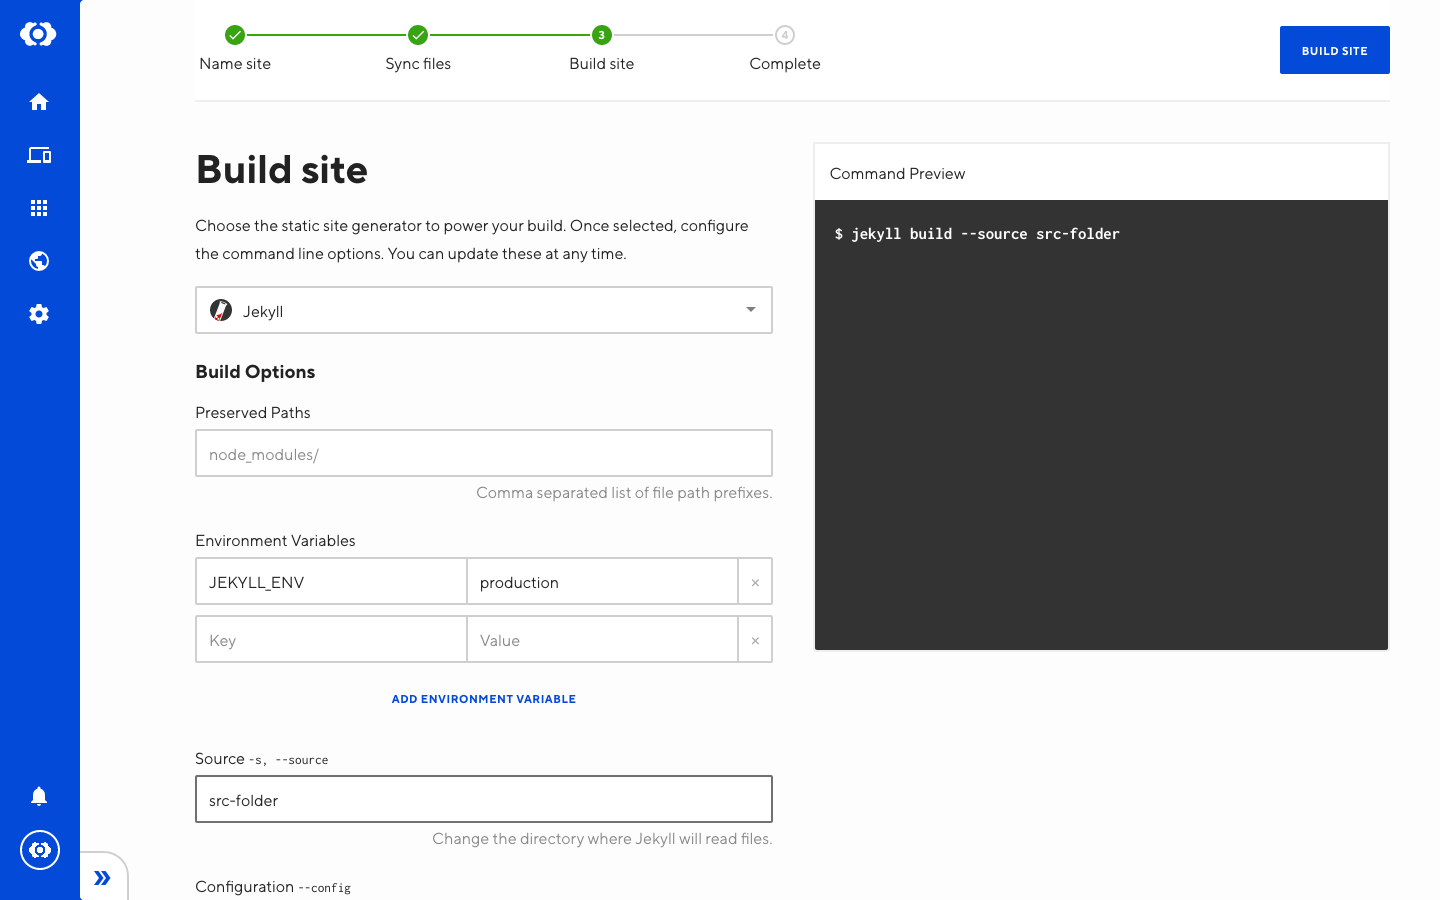 3
4
Name site
Sync files
Build site
Complete
BUILD SITE
Build site
Choose the static site generator to power your build. Once selected, configure
the command line options. You can update these at any time.
Jekyll
Build Options
Preserved Paths
node_modules/
Comma separated list of file path prefixes.
Environment Variables
JEKYLL_ENV
production
×
Key
Value
×
ADD ENVIRONMENT VARIABLE
Source -s, --source
src-folder
Change the directory where Jekyll will read files.
Configuration --config
Command Preview
$ jekyll build --source src-folder